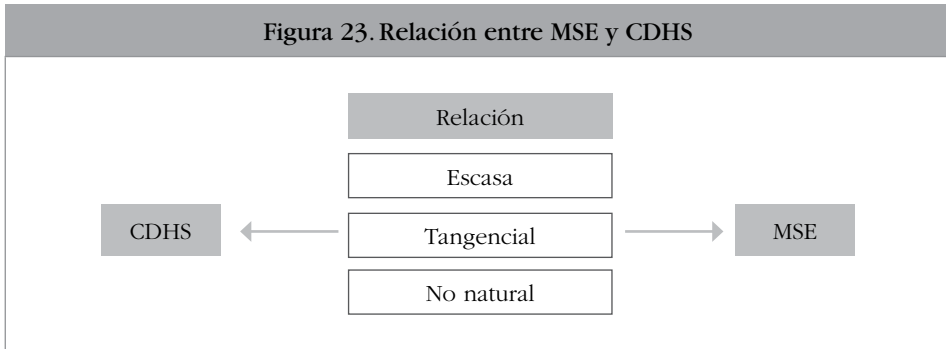 Figura 23. Relación entre MSE y CDHS
Relación
Escasa
CDHS
Tangencial
MSE
No natural